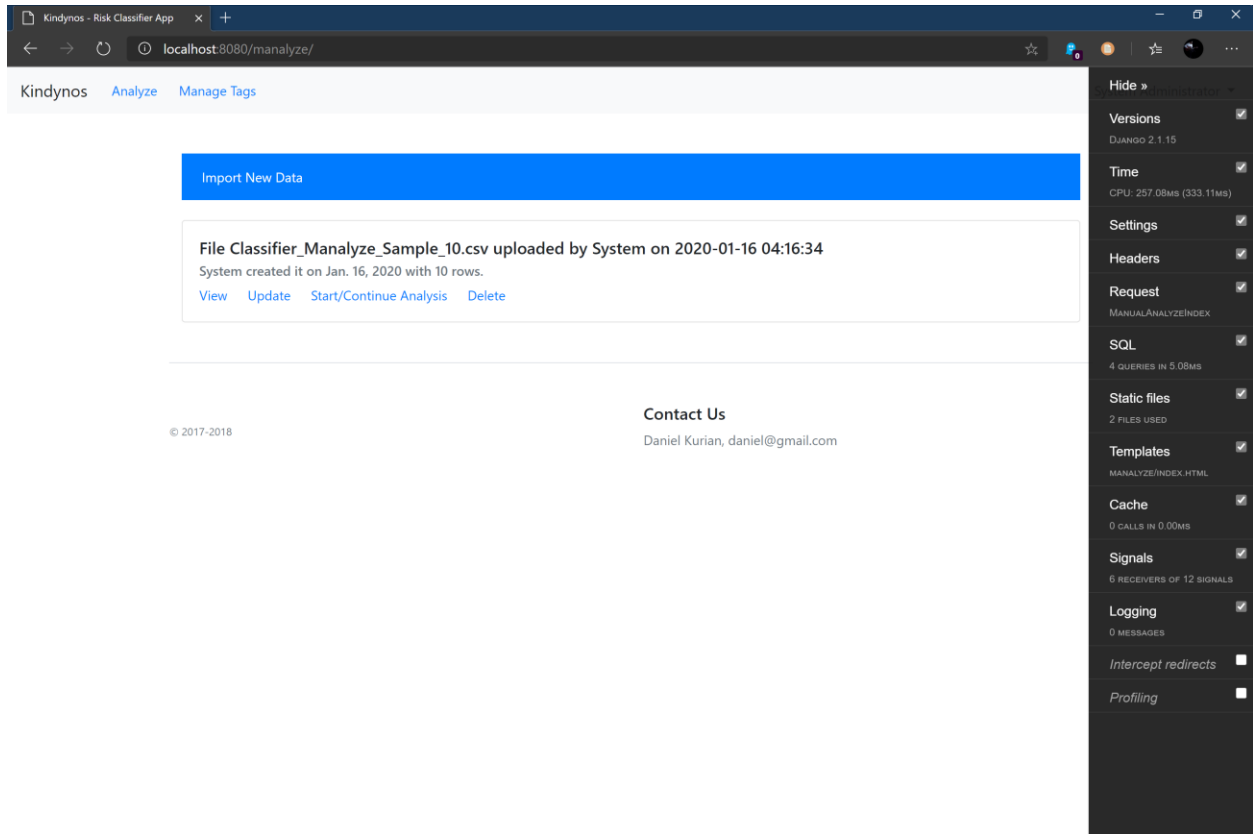 Kindynos - Risk Classifier App
localhost:8080/manalyze/
0
Kindynos Analyze Manage Tags
Administrator
Import New Data
File Classifier_Manalyze_Sample_10.csv uploaded by System on 2020-01-16 04:16:34
System created it on Jan. 16, 2020 with 10 rows.
View Update Start/Continue Analysis Delete
© 2017-2018
Contact Us
Daniel Kurian, daniel@gmail.com
Hide »
Versions
Django 2.1.15
Time
CPU: 257.08ms (333.11ms)
Settings
Headers
Request
ManualAnalyzeIndex
SQL
4 queries in 5.08ms
Static files
2 files used
Templates
manalyze/index.html
Cache
0 calls in 0.00ms
Signals
6 receivers of 12 signals
Logging
0 messages
Intercept redirects
Profiling